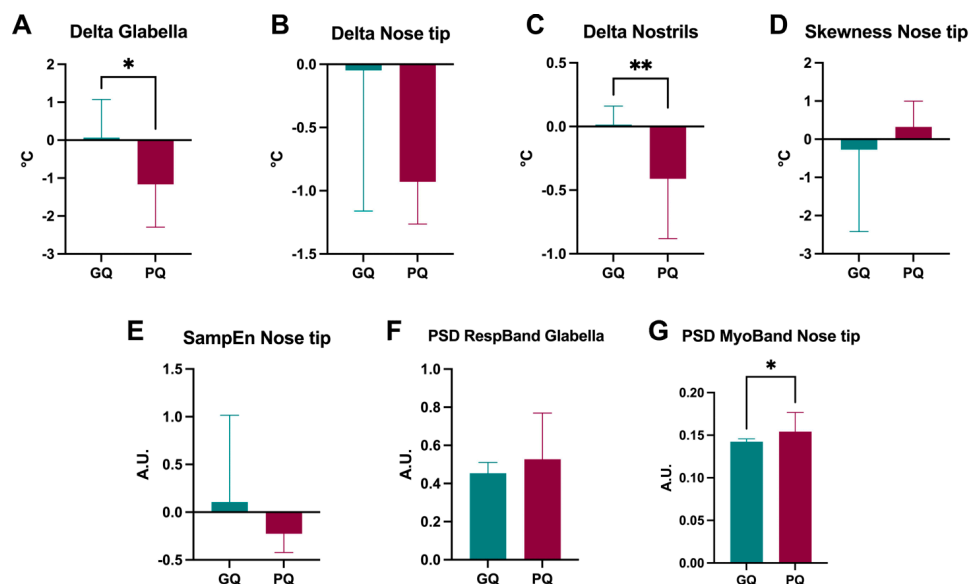 A
Delta Glabella
*
°C
2
1
0
-1
-2
-3
GQ PQ
B
Delta Nose tip
°C
0.0
-0.5
-1.0
-1.5
GQ PQ
C
Delta Nostrils
**
°C
0.5
0.0
-0.5
-1.0
GQ PQ
D
Skewness Nose tip
°C
2
1
0
-1
-2
-3
GQ PQ
E
SampEn Nose tip
A.U.
1.5
1.0
0.5
0.0
-0.5
GQ PQ
F
PSD RespBand Glabella
A.U.
1.0
0.8
0.6
0.4
0.2
0.0
GQ PQ
G
PSD MyoBand Nose tip
*
A.U.
0.20
0.15
0.10
0.05
0.00
GQ PQ